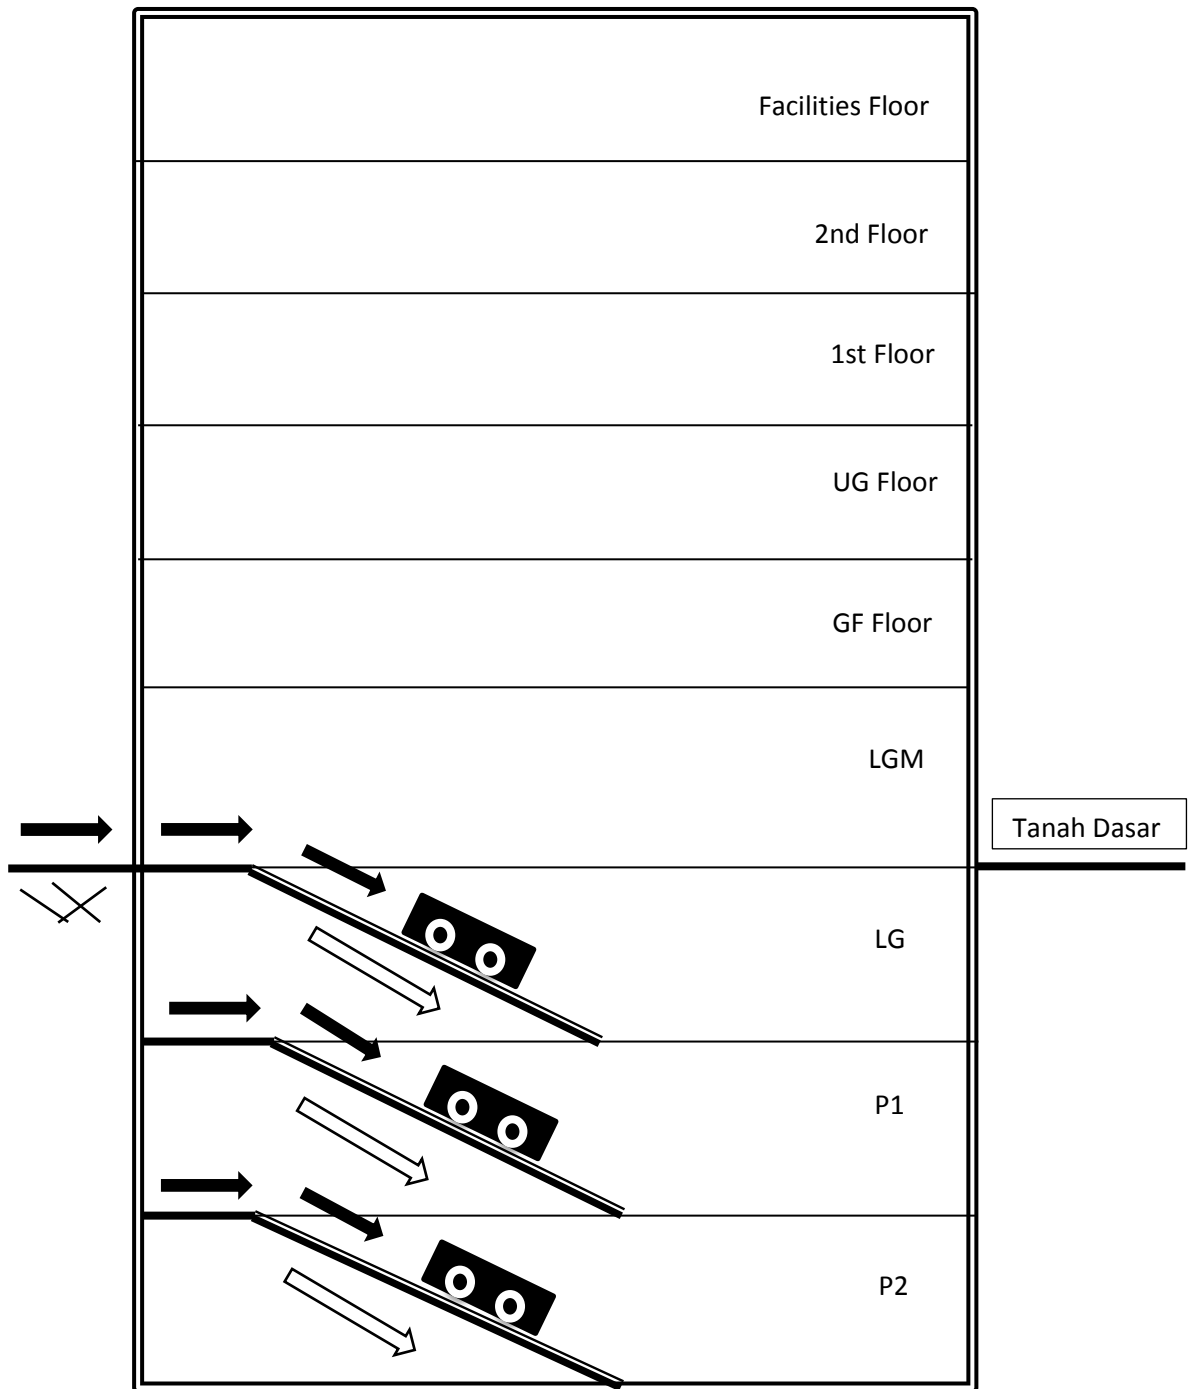 Facilities Floor
2nd Floor
1st Floor
UG Floor
GF Floor
LGM
Tanah Dasar
LG
P1
P2